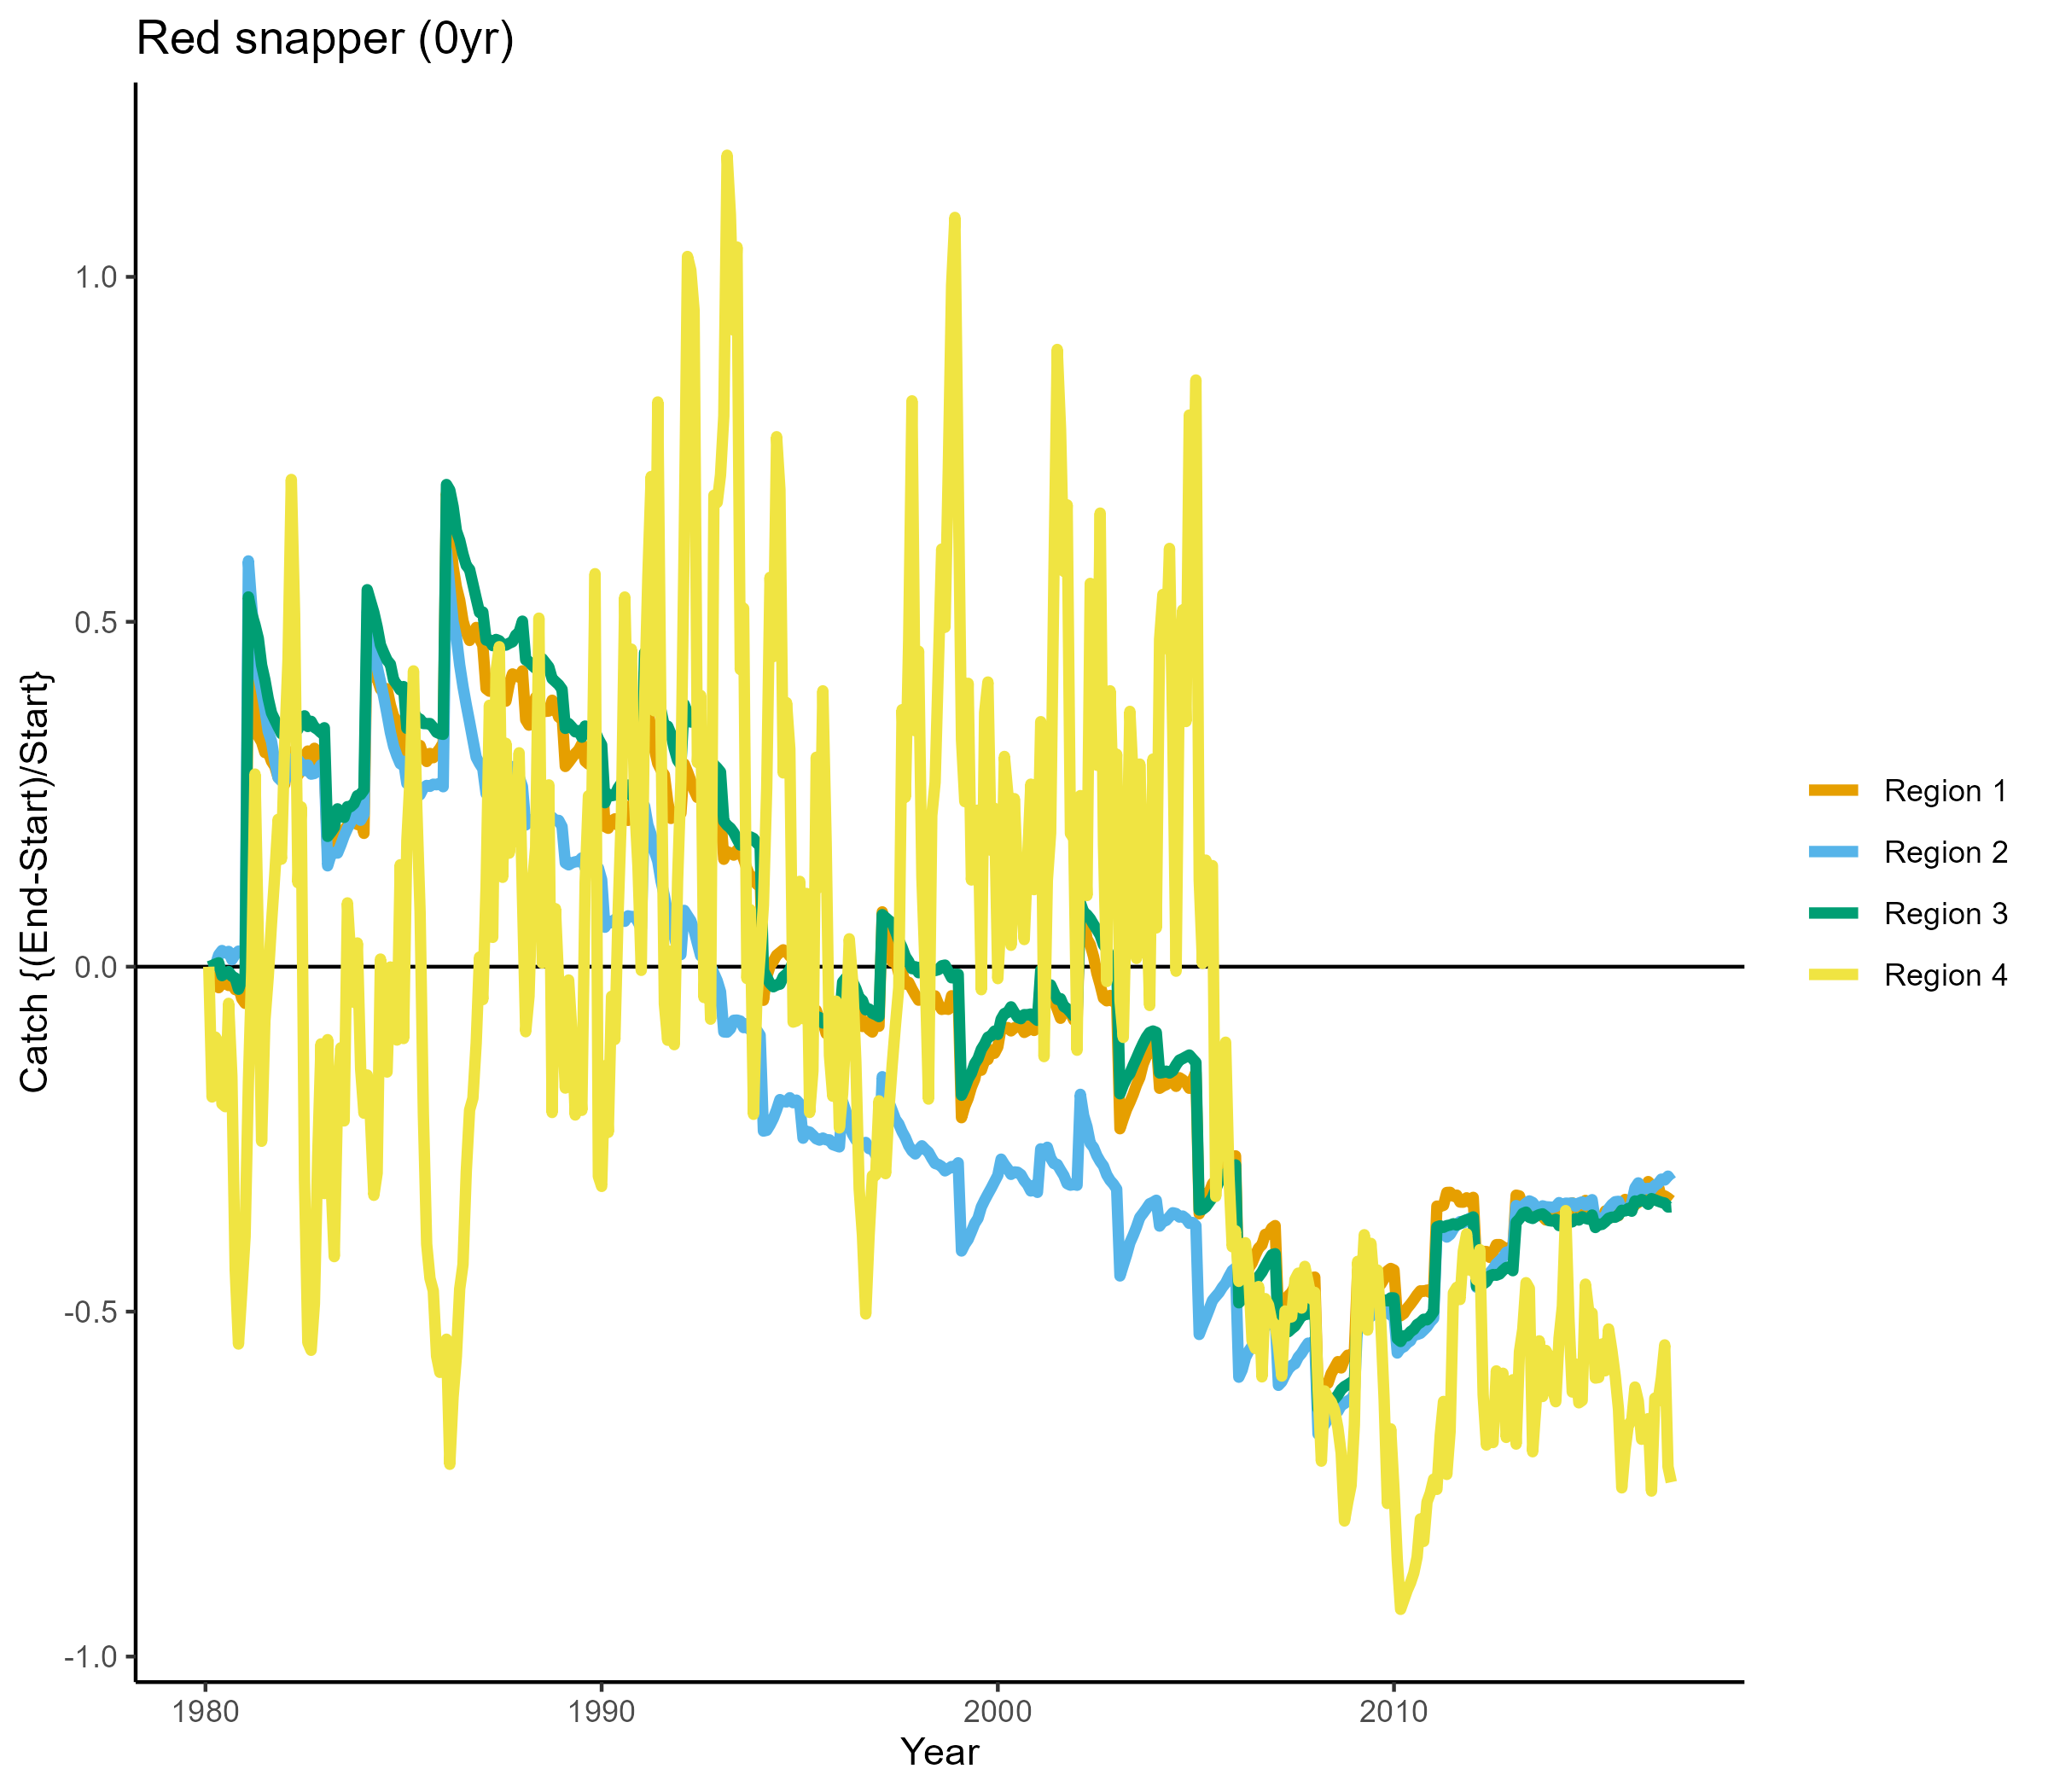 Red snapper (0yr)
Catch {(End-Start)/Start}
1.0
0.5
0.0
-0.5
-1.0
1980
1990
2000
2010
Year
Region 1
Region 2
Region 3
Region 4